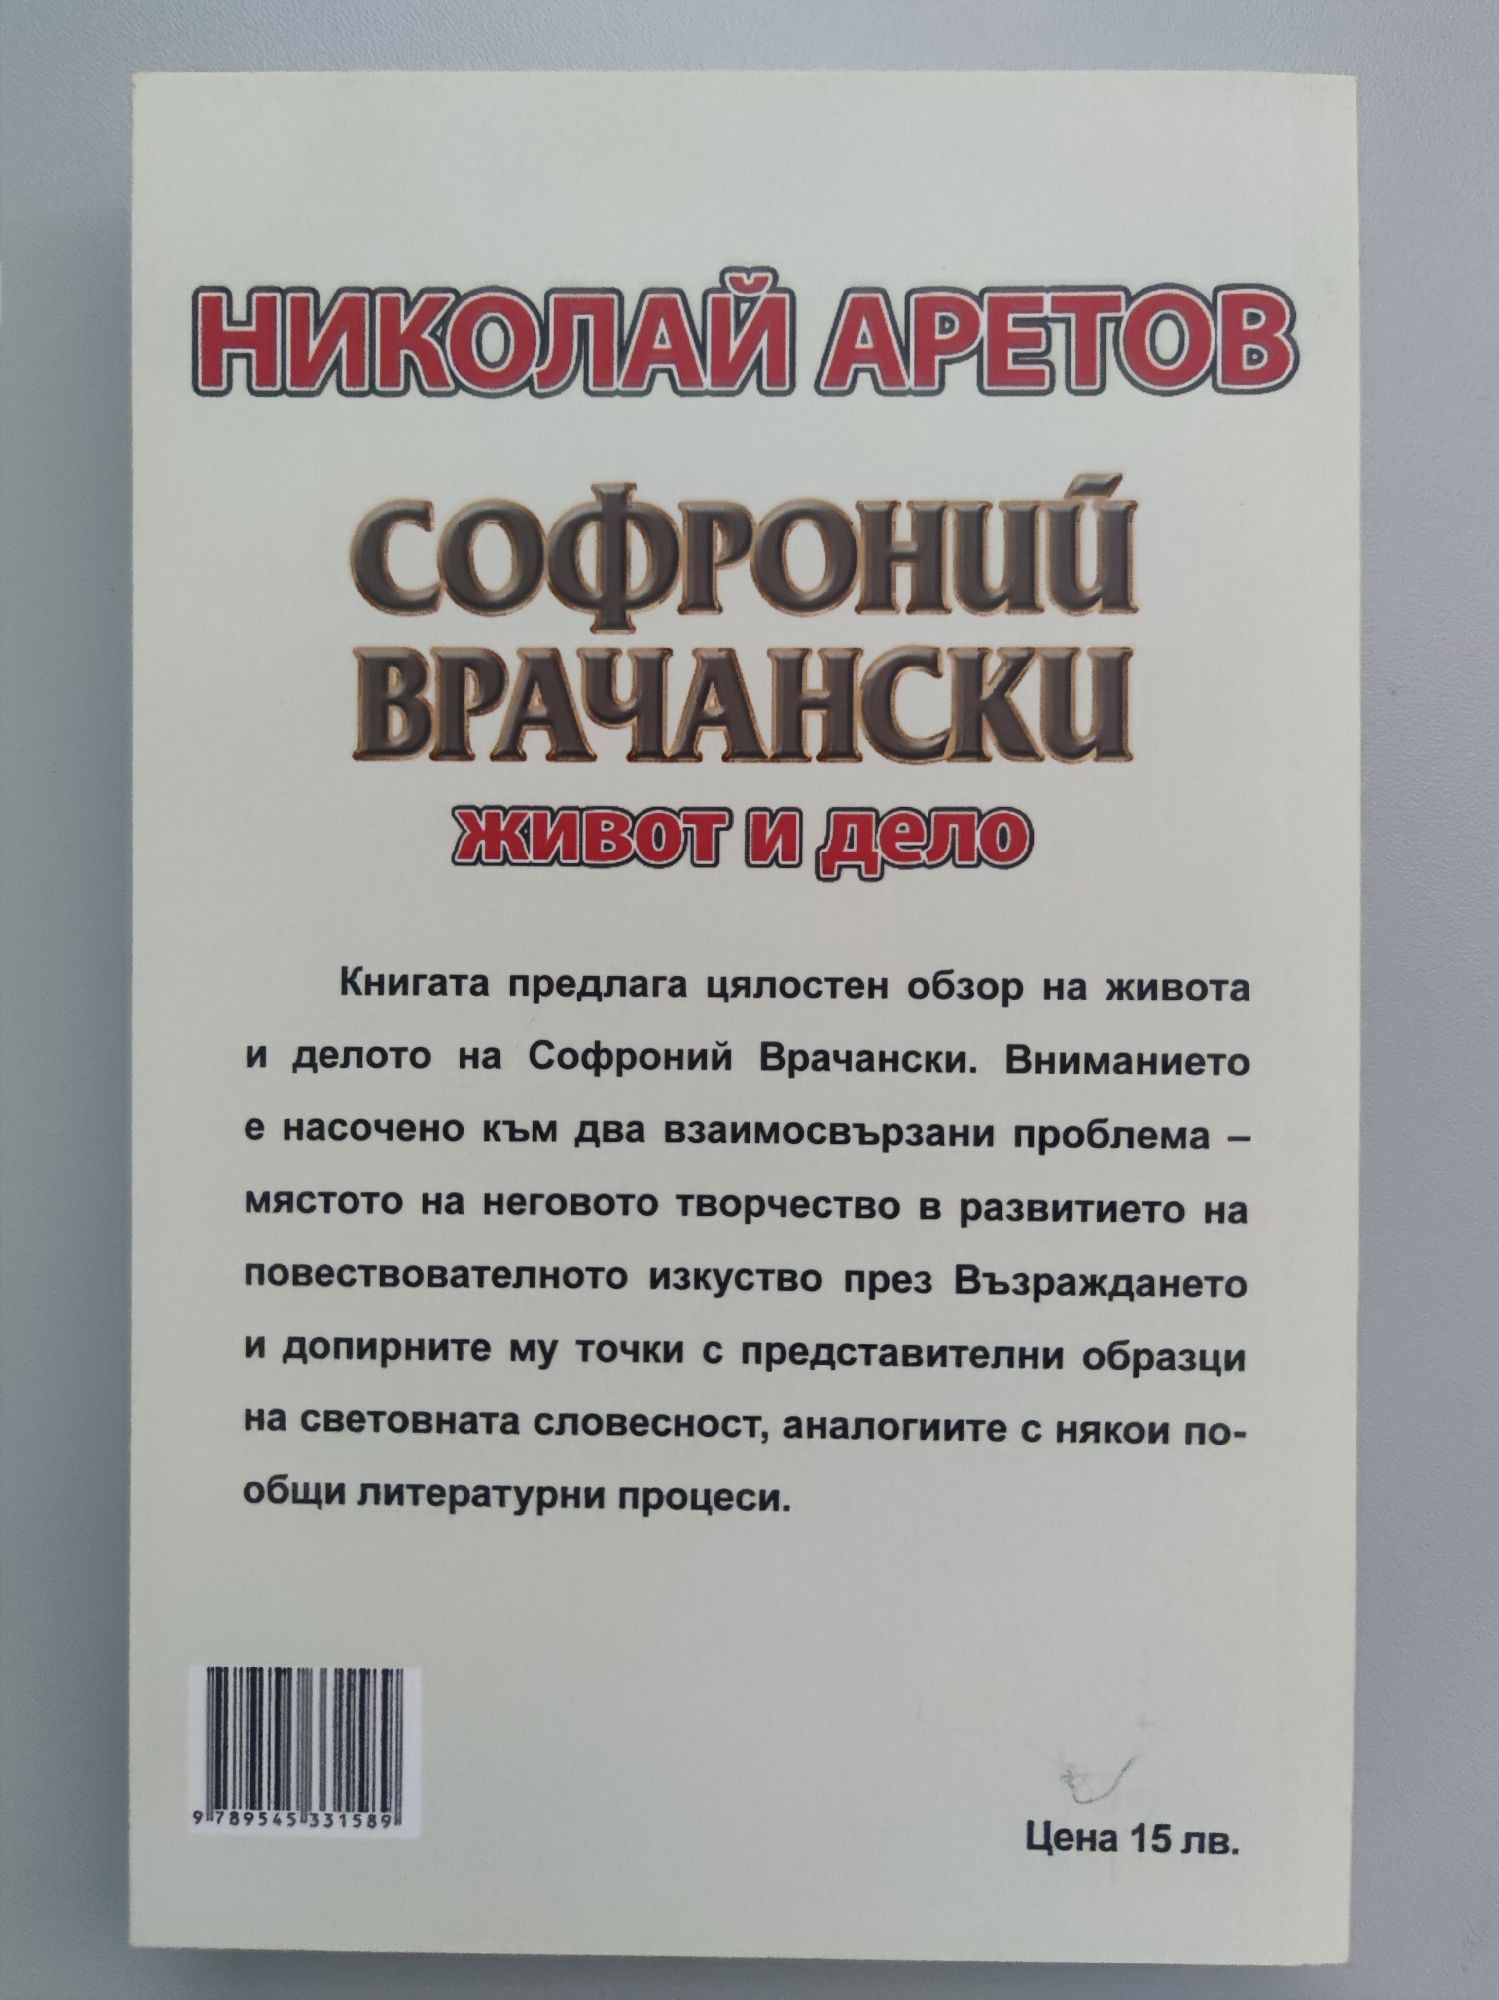 НИКОЛАЙ АРЕТОВ
СОФРОНИЙ
ВРАЧАНСКИ
живот и дело
Книгата предлага цялостен обзор на живота
и делото на Софроний Врачански. Вниманието
е насочено към два взаимосвързани проблема –
мястото на неговото творчество в развитието на
повествователното изкуство през Възраждането
и допирните му точки с представителни образци
на световната словесност, аналогиите с някои по-
общи литературни процеси.
9 789545 331589
Цена 15 лв.